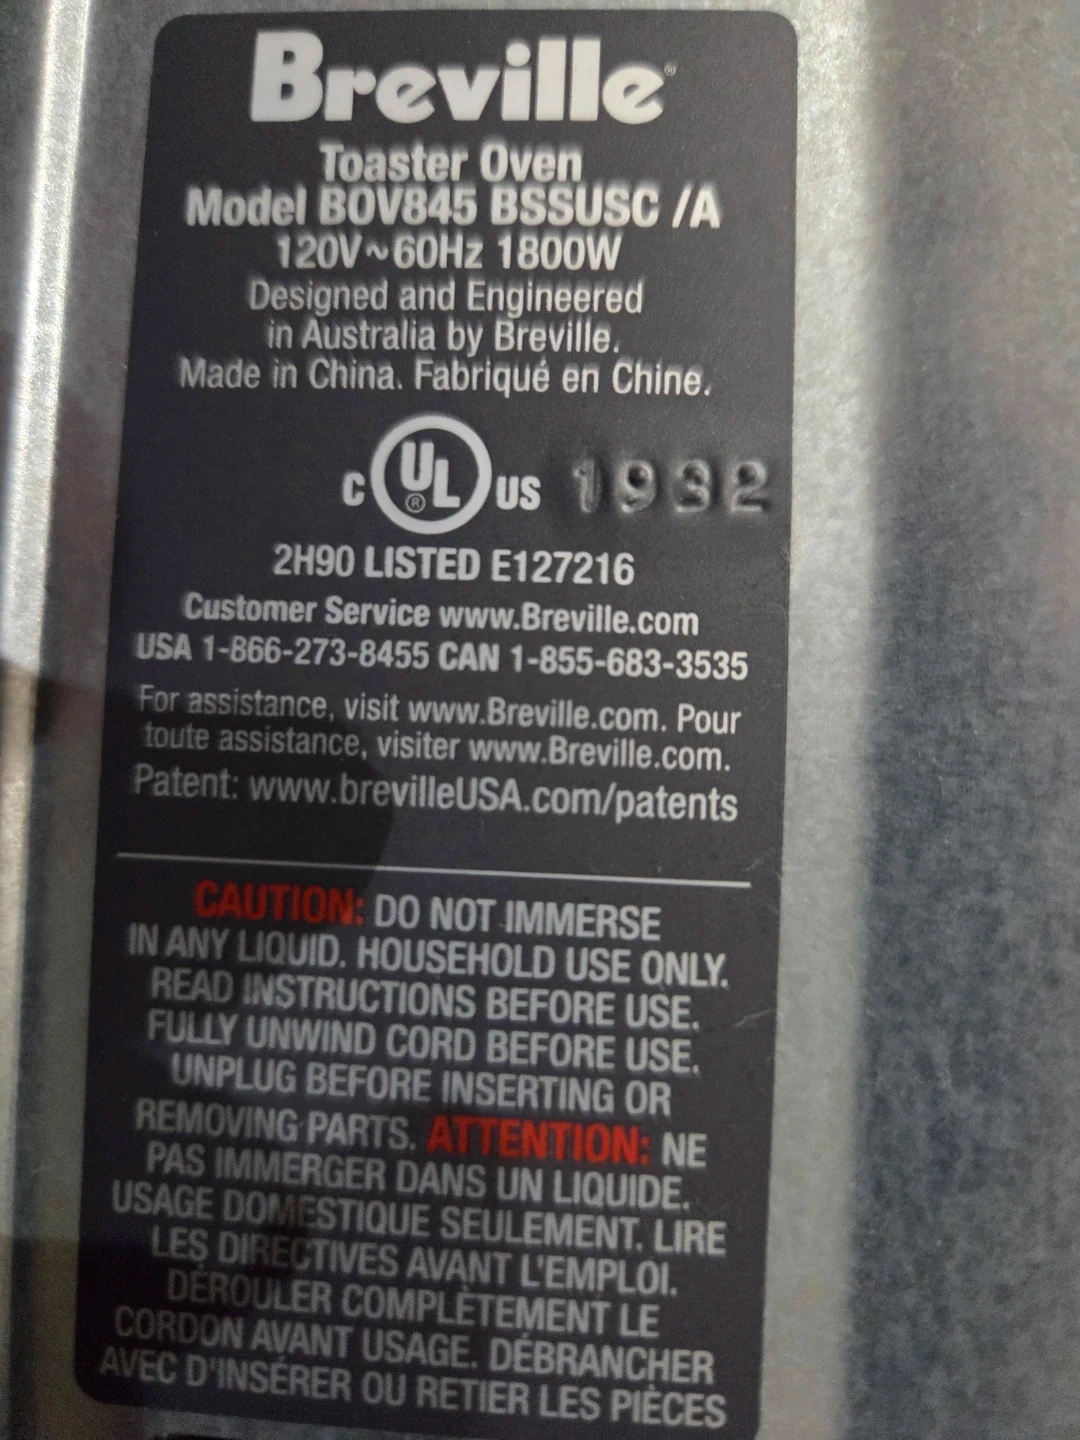 Breville®
Toaster Oven
Model BOV845 BSSUSC /A
120V~60Hz 1800W
Designed and Engineered
in Australia by Breville.
Made in China. Fabriqué en Chine.
C UL® US 1932
2H90 LISTED E127216
Customer Service www.Breville.com
USA 1-866-273-8455 CAN 1-855-683-3535
For assistance, visit www.Breville.com. Pour
toute assistance, visiter www.Breville.com.
Patent: www.brevilleUSA.com/patents
CAUTION: DO NOT IMMERSE
IN ANY LIQUID. HOUSEHOLD USE ONLY.
READ INSTRUCTIONS BEFORE USE.
FULLY UNWIND CORD BEFORE USE.
UNPLUG BEFORE INSERTING OR
REMOVING PARTS. ATTENTION: NE
PAS IMMERGER DANS UN LIQUIDE.
USAGE DOMESTIQUE SEULEMENT. LIRE
LES DIRECTIVES AVANT L'EMPLOI.
DÉROULER COMPLÈTEMENT LE
CORDON AVANT USAGE. DÉBRANCHER
AVEC D'INSÉRER OU RETIER LES PIÈCES